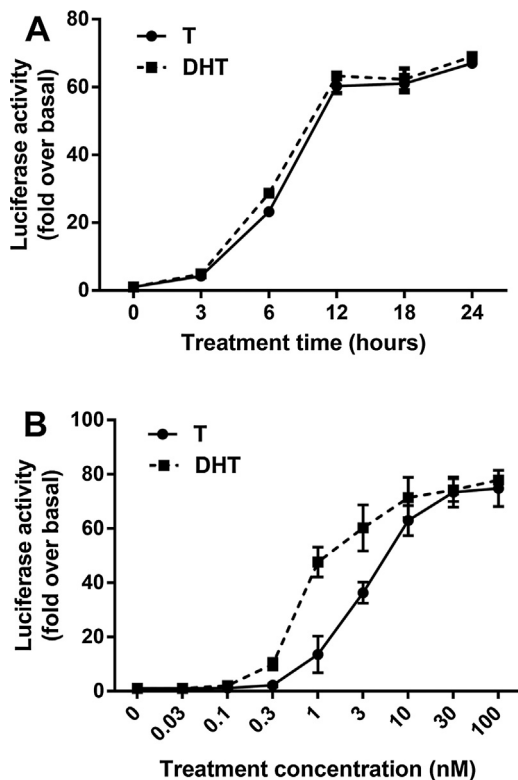 A
T
DHT
Luciferase activity
(fold over basal)
80
60
40
20
0
0 3 6 12 18 24
Treatment time (hours)
B
T
DHT
Luciferase activity
(fold over basal)
100
80
60
40
20
0
0 0.03 0.1 0.3 1 3 10 30 100
Treatment concentration (nM)